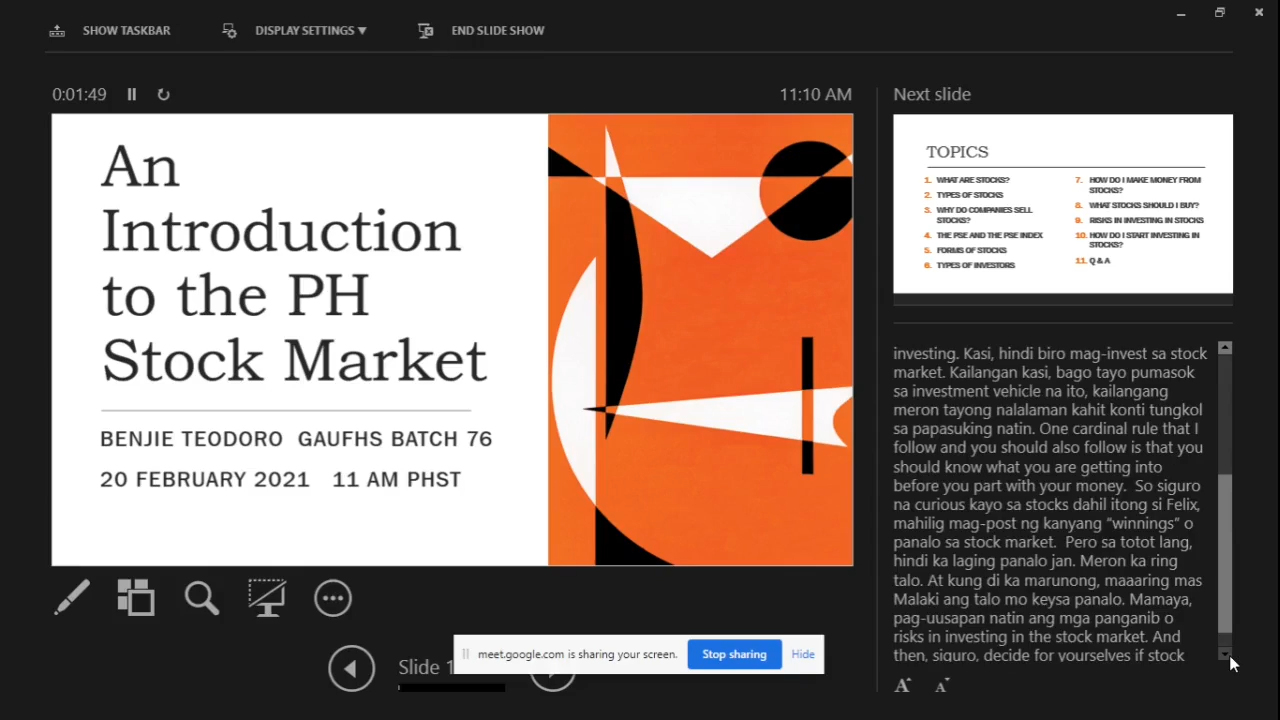 SHOW TASKBAR
DISPLAY SETTINGS ▼
END SLIDE SHOW
0:01:49
11:10 AM
An
Introduction
to the PH
Stock Market
BENJIE TEODORO GAUFHS BATCH 76
20 FEBRUARY 2021 11 AM PHST
Slide 1
meet.google.com is sharing your screen.
Stop sharing
Hide
Next slide
TOPICS
1. WHAT ARE STOCKS?
2. TYPES OF STOCKS
3. WHY DO COMPANIES SELL
STOCKS?
4. THE PSE AND THE PSE INDEX
5. FORMS OF STOCKS
6. TYPES OF INVESTORS
7. HOW DO I MAKE MONEY FROM
STOCKS?
8. WHAT STOCKS SHOULD I BUY?
9. RISKS IN INVESTING IN STOCKS
10. HOW DO I START INVESTING IN
STOCKS?
11. Q & A
investing. Kasi, hindi biro mag-invest sa stock
market. Kailangan kasi, bago tayo pumasok
sa investment vehicle na ito, kailangang
meron tayong nalalaman kahit konti tungkol
sa papasuking natin. One cardinal rule that I
follow and you should also follow is that you
should know what you are getting into
before you part with your money. So siguro
na curious kayo sa stocks dahil itong si Felix,
mahilig mag-post ng kanyang “winnings” o
panalo sa stock market. Pero sa totot lang,
hindi ka laging panalo jan. Meron ka ring
talo. At kung di ka marunong, maaaring mas
Malaki ang talo mo keysa panalo. Mamaya,
pag-uusapan natin ang mga panganib o
risks in investing in the stock market. And
then, siguro, decide for yourselves if stock
A A